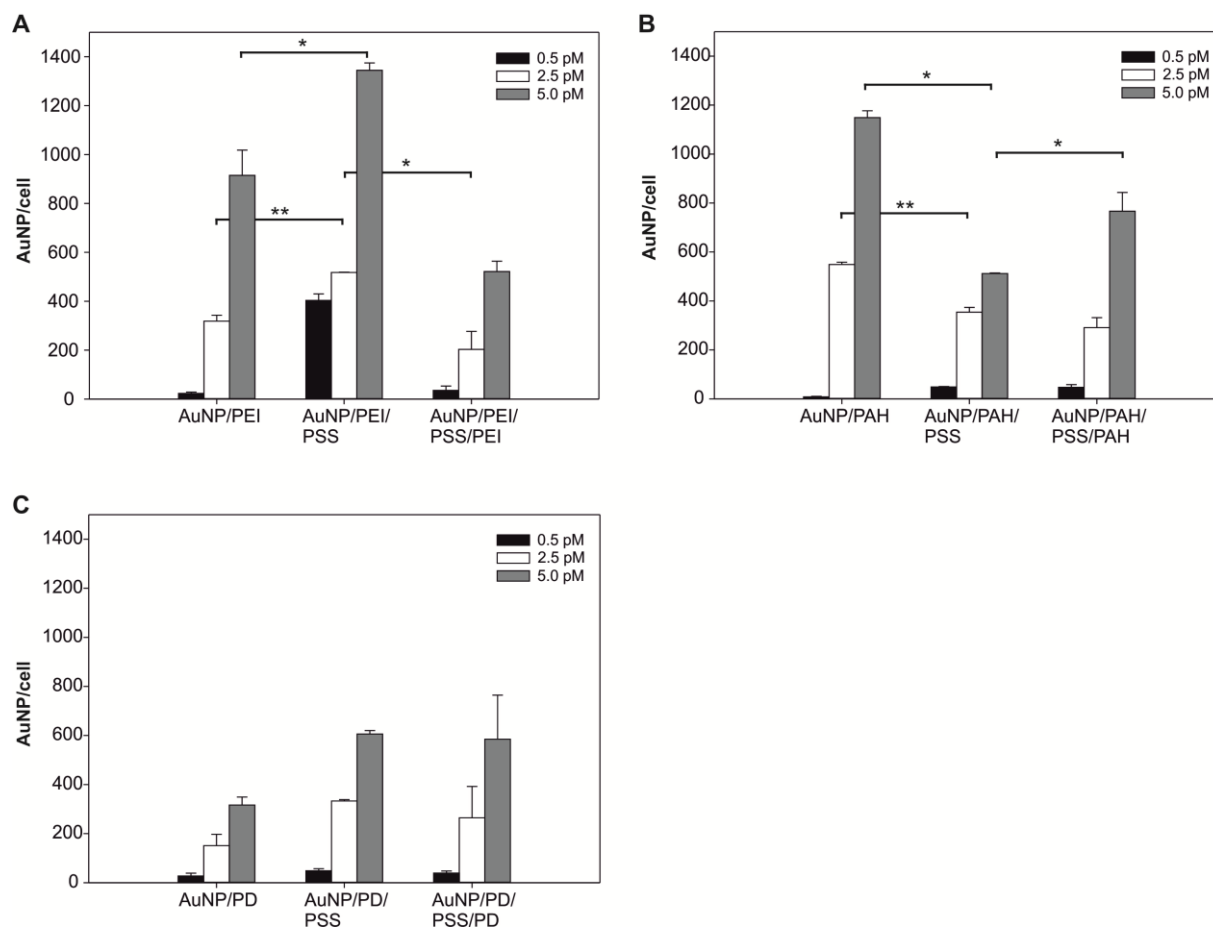 A
AuNP/cell
1400
1200
1000
800
600
400
200
0
0.5 pM
2.5 pM
5.0 pM
*
*
**
AuNP/PEI
AuNP/PEI/
PSS
AuNP/PEI/
PSS/PEI
B
AuNP/cell
1400
1200
1000
800
600
400
200
0
0.5 pM
2.5 pM
5.0 pM
*
*
**
AuNP/PAH
AuNP/PAH/
PSS
AuNP/PAH/
PSS/PAH
C
AuNP/cell
1400
1200
1000
800
600
400
200
0
0.5 pM
2.5 pM
5.0 pM
AuNP/PD
AuNP/PD/
PSS
AuNP/PD/
PSS/PD